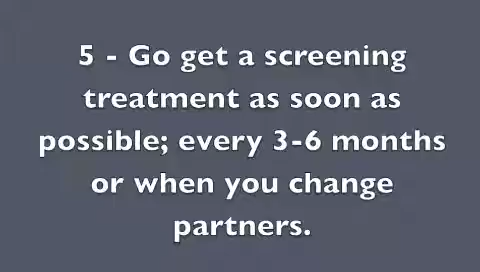 5 - Go get a screening
treatment as soon as
possible; every 3-6 months
or when you change
partners.